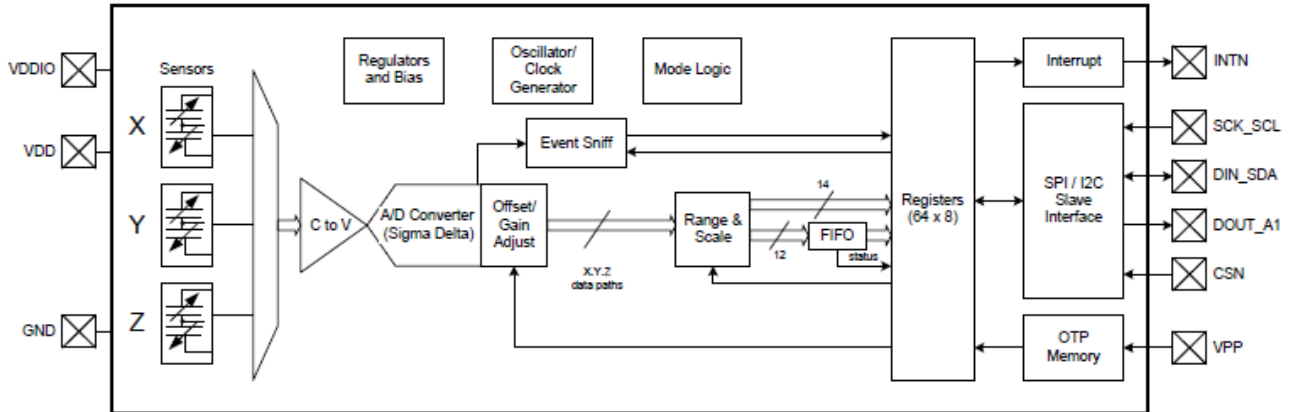 VDDIO
VDD
GND
Sensors
X
Y
Z
Regulators
and Bias
Oscillator/
Clock
Generator
Mode Logic
Event Sniff
C to V
A/D Converter
(Sigma Delta)
Offset/
Gain
Adjust
X.Y.Z
data paths
Range &
Scale
14
12
FIFO
status
Registers
(64 x 8)
Interrupt
SPI / I2C
Slave
Interface
OTP
Memory
INTN
SCK_SCL
DIN_SDA
DOUT_A1
CSN
VPP